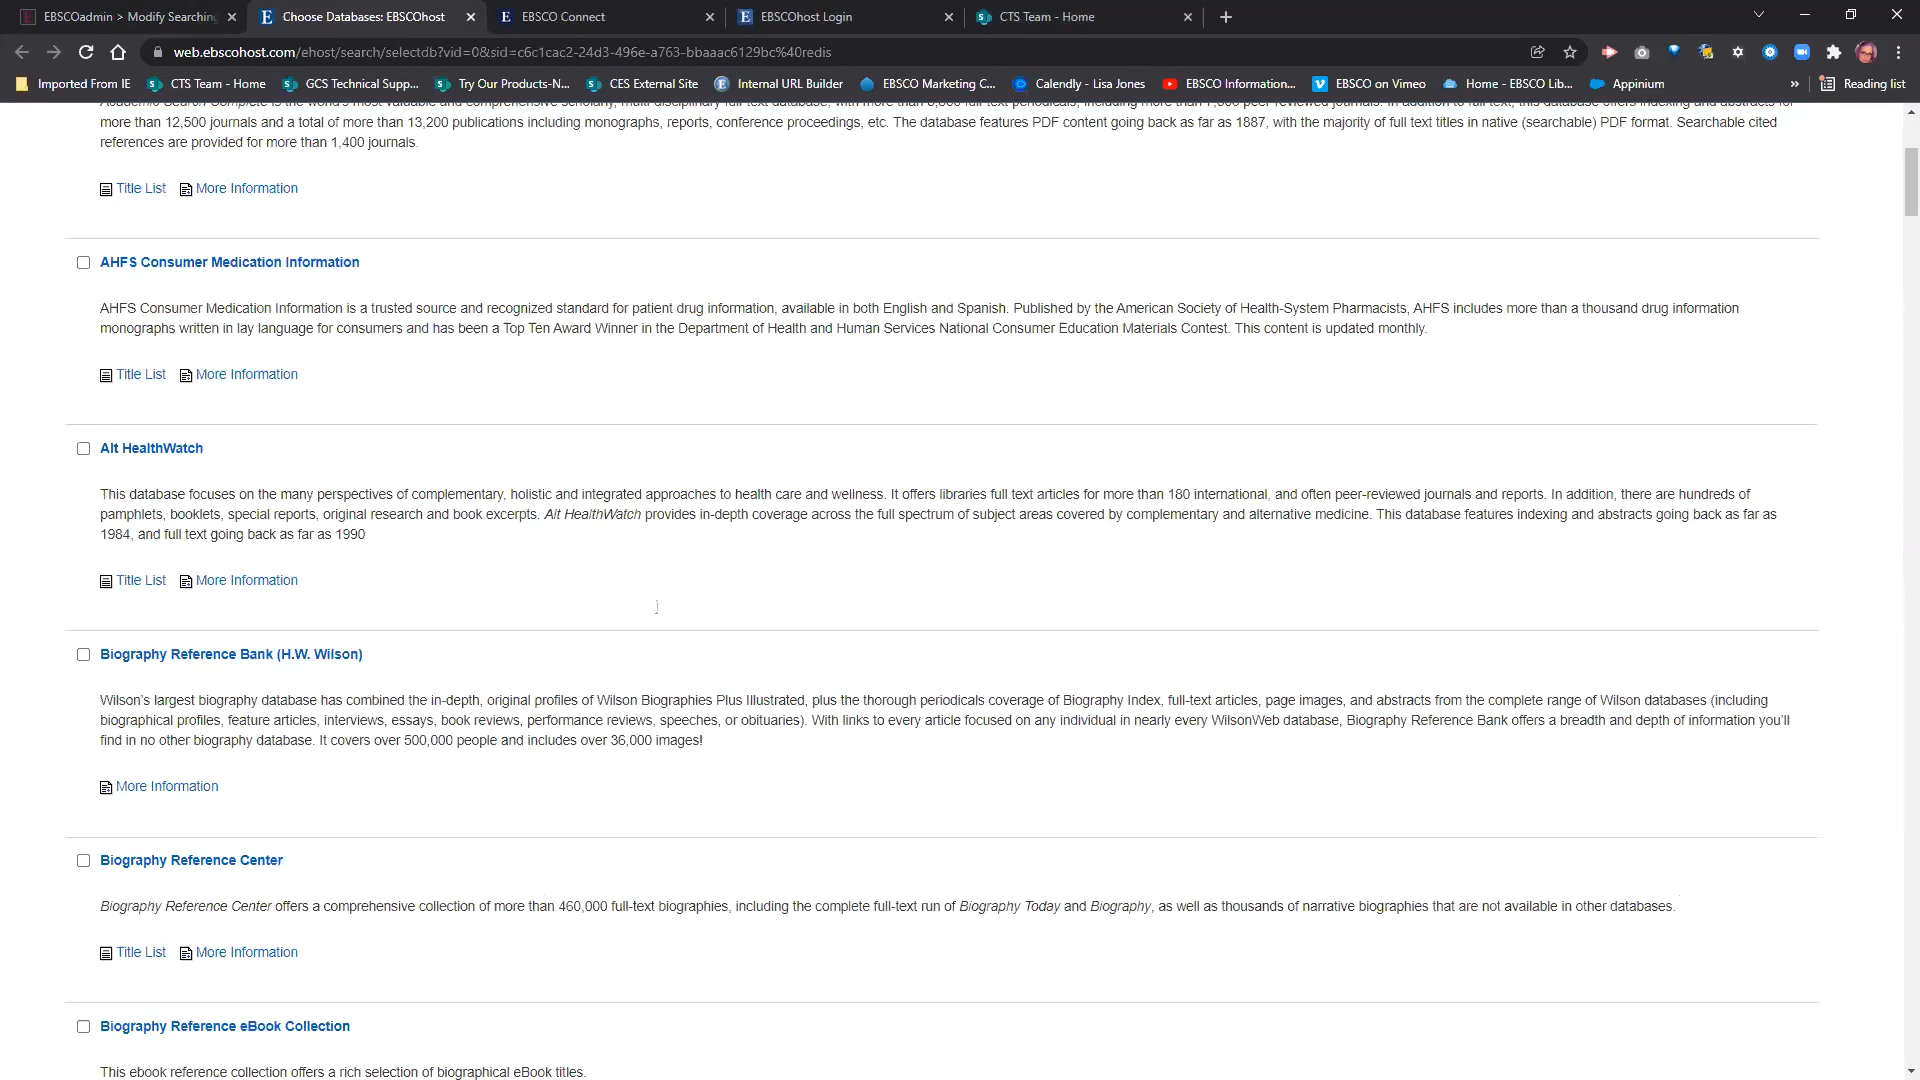 EBSCOadmin > Modify Searching
Choose Databases: EBSCOhost
EBSCO Connect
EBSCOHost Login
CTS Team - Home
web.ebscohost.com/ehost/search/selectdb?vid=0&sid=c6c1cac2-24d3-496e-a763-bbaaac6129bc%40redis
Imported From IE
CTS Team - Home
GCS Technical Supp...
Try Our Products-N...
CES External Site
Internal URL Builder
EBSCO Marketing C...
Calendly - Lisa Jones
EBSCO Information...
EBSCO on Vimeo
Home - EBSCO Lib...
Appinium
»
Reading list
Academic Search Complete is the world's most valuable and comprehensive scholarly, multi-disciplinary full-text database, with more than
more than 12,500 journals and a total of more than 13,200 publications including monographs, reports, conference proceedings, etc. The database features PDF content going back as far as 1887, with the majority of full text titles in native (searchable) PDF format. Searchable cited
references are provided for more than 1,400 journals.
Title List More Information
AHFS Consumer Medication Information
AHFS Consumer Medication Information is a trusted source and recognized standard for patient drug information, available in both English and Spanish. Published by the American Society of Health-System Pharmacists, AHFS includes more than a thousand drug information
monographs written in lay language for consumers and has been a Top Ten Award Winner in the Department of Health and Human Services National Consumer Education Materials Contest. This content is updated monthly.
Title List More Information
Alt HealthWatch
This database focuses on the many perspectives of complementary, holistic and integrated approaches to health care and wellness. It offers libraries full text articles for more than 180 international, and often peer-reviewed journals and reports. In addition, there are hundreds of
pamphlets, booklets, special reports, original research and book excerpts. Alt HealthWatch provides in-depth coverage across the full spectrum of subject areas covered by complementary and alternative medicine. This database features indexing and abstracts going back as far as
1984, and full text going back as far as 1990
Title List More Information
Biography Reference Bank (H.W. Wilson)
Wilson's largest biography database has combined the in-depth, original profiles of Wilson Biographies Plus Illustrated, plus the thorough periodicals coverage of Biography Index, full-text articles, page images, and abstracts from the complete range of Wilson databases (including
biographical profiles, feature articles, interviews, essays, book reviews, performance reviews, speeches, or obituaries). With links to every article focused on any individual in nearly every WilsonWeb database, Biography Reference Bank offers a breadth and depth of information you'll
find in no other biography database. It covers over 500,000 people and includes over 36,000 images!
More Information
Biography Reference Center
Biography Reference Center offers a comprehensive collection of more than 460,000 full-text biographies, including the complete full-text run of Biography Today and Biography, as well as thousands of narrative biographies that are not available in other databases.
Title List More Information
Biography Reference eBook Collection
This ebook reference collection offers a rich selection of biographical eBook titles.